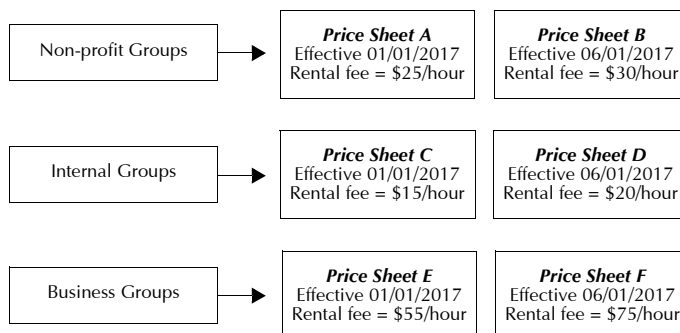 Non-profit Groups
Price Sheet A
Effective 01/01/2017
Rental fee = $25/hour
Price Sheet B
Effective 06/01/2017
Rental fee = $30/hour
Internal Groups
Price Sheet C
Effective 01/01/2017
Rental fee = $15/hour
Price Sheet D
Effective 06/01/2017
Rental fee = $20/hour
Business Groups
Price Sheet E
Effective 01/01/2017
Rental fee = $55/hour
Price Sheet F
Effective 06/01/2017
Rental fee = $75/hour